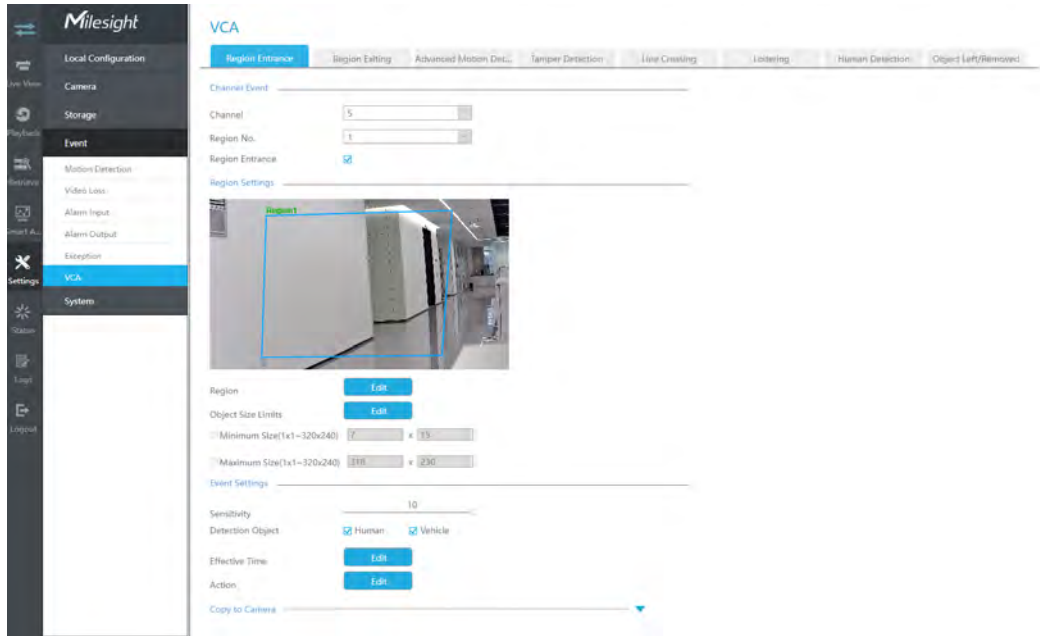 Milesight
Live View
Playback
Retrieve
Smart A...
Settings
Status
Logs
Logout
Local Configuration
Camera
Storage
Event
Motion Detection
Video Loss
Alarm Input
Alarm Output
Exception
VCA
System
VCA
Region Entrance Region Exiting Advanced Motion Det... Tamper Detection Line Crossing Loitering Human Detection Object Left/Removed
Channel Event
Channel 5
Region No. 1
Region Entrance
Region Settings
Region1
Region Edit
Object Size Limits Edit
Minimum Size(1x1~320x240) 7 x 15
Maximum Size(1x1~320x240) 310 x 230
Event Settings
10
Sensitivity
Detection Object Human Vehicle
Effective Time Edit
Action Edit
Copy to Camera